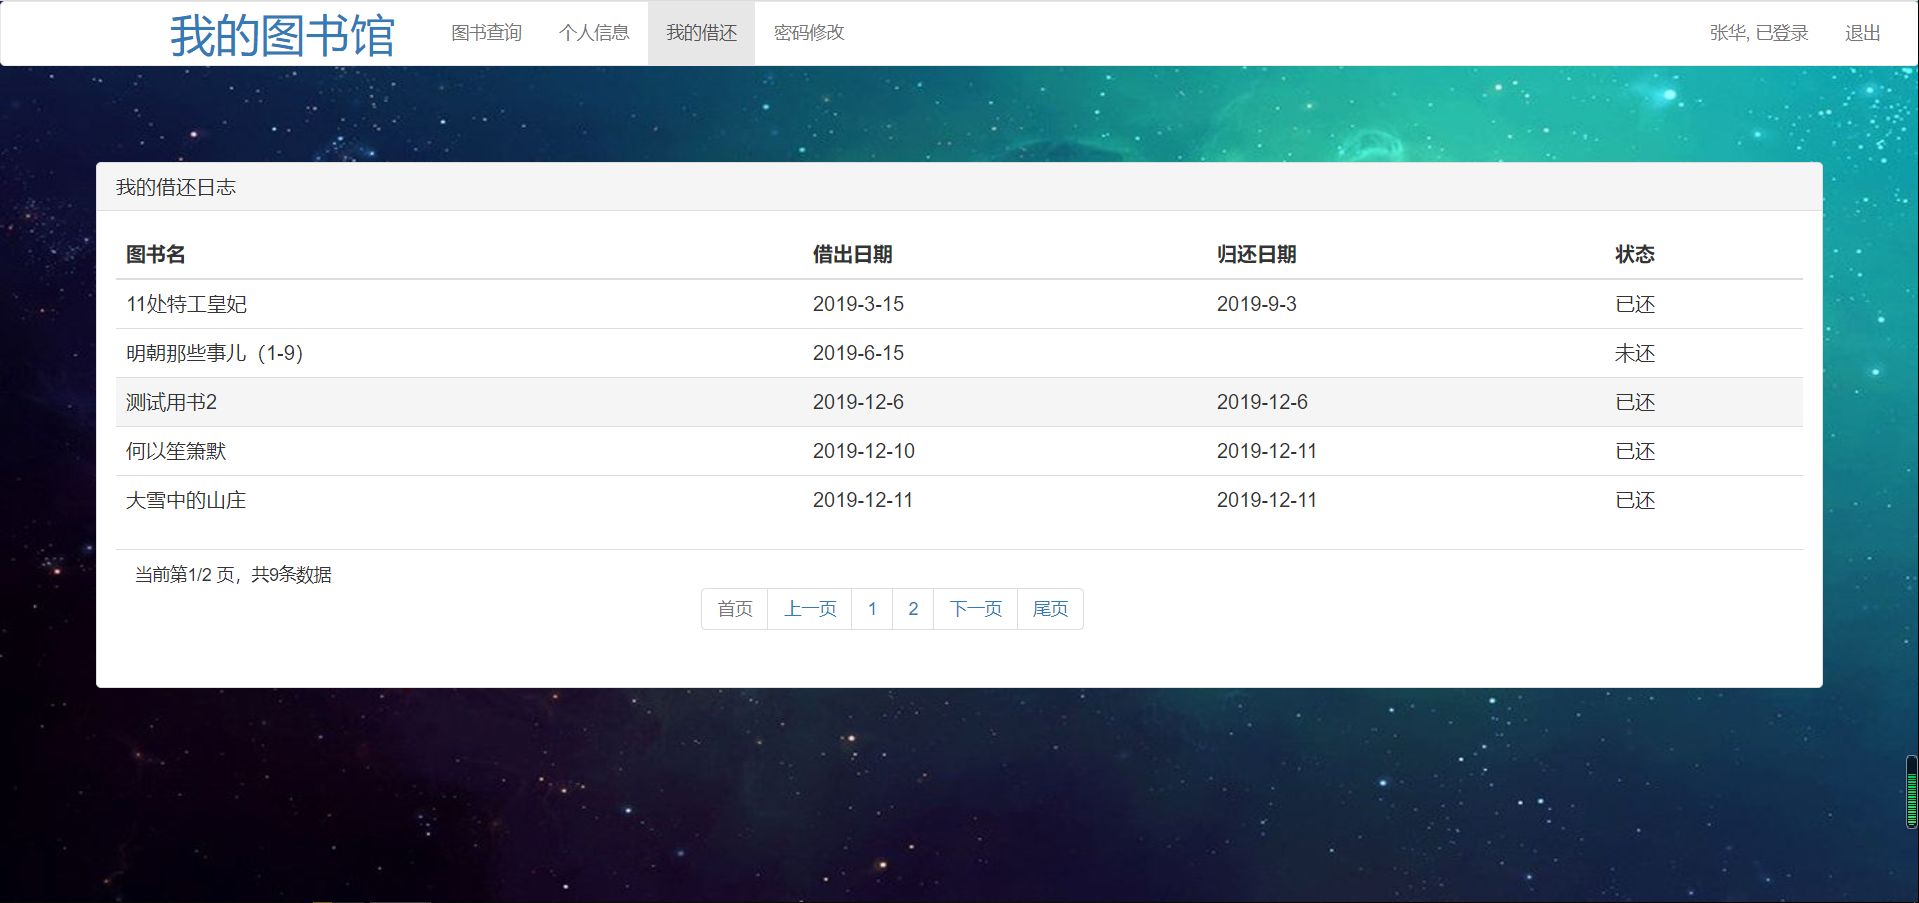 我的图书馆 图书查询 个人信息 我的借还 密码修改 张华, 已登录 退出
我的借还日志
图书名 借出日期 归还日期 状态
11处特工皇妃 2019-3-15 2019-9-3 已还
明朝那些事儿（1-9） 2019-6-15 未还
测试用书2 2019-12-6 2019-12-6 已还
何以笙箫默 2019-12-10 2019-12-11 已还
大雪中的山庄 2019-12-11 2019-12-11 已还
当前第1/2 页，共9条数据
首页 上一页 1 2 下一页 尾页